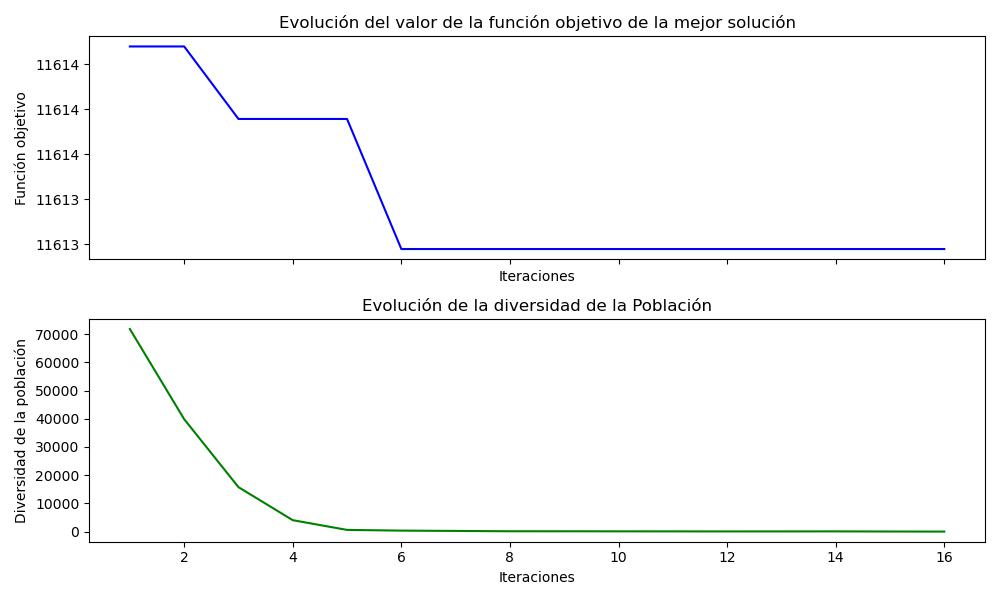 Evolución del valor de la función objetivo de la mejor solución
11614
11614
11614
11613
11613
Función objetivo
Iteraciones
Evolución de la diversidad de la Población
70000
60000
50000
40000
30000
20000
10000
0
Diversidad de la población
2 4 6 8 10 12 14 16
Iteraciones